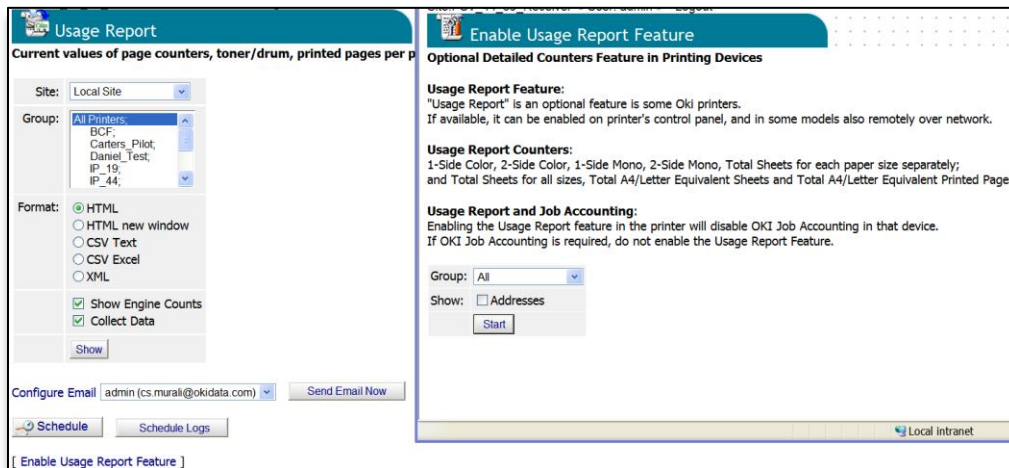 Usage Report
Current values of page counters, toner/drum, printed pages per p
Site: Local Site
Group: All Printers;
BCF;
Carters_Pilot;
Daniel_Test;
IP_19;
IP_44;
Format: HTML
HTML new window
CSV Text
CSV Excel
XML
Show Engine Counts
Collect Data
Show
Configure Email admin (cs.murali@okidata.com) Send Email Now
Schedule Schedule Logs
[ Enable Usage Report Feature ]
Enable Usage Report Feature
Optional Detailed Counters Feature in Printing Devices
Usage Report Feature:
"Usage Report" is an optional feature is some Oki printers.
If available, it can be enabled on printer's control panel, and in some models also remotely over network.
Usage Report Counters:
1-Side Color, 2-Side Color, 1-Side Mono, 2-Side Mono, Total Sheets for each paper size separately;
and Total Sheets for all sizes, Total A4/Letter Equivalent Sheets and Total A4/Letter Equivalent Printed Page
Usage Report and Job Accounting:
Enabling the Usage Report feature in the printer will disable OKI Job Accounting in that device.
If OKI Job Accounting is required, do not enable the Usage Report Feature.
Group: All
Show: Addresses
Start
Local intranet